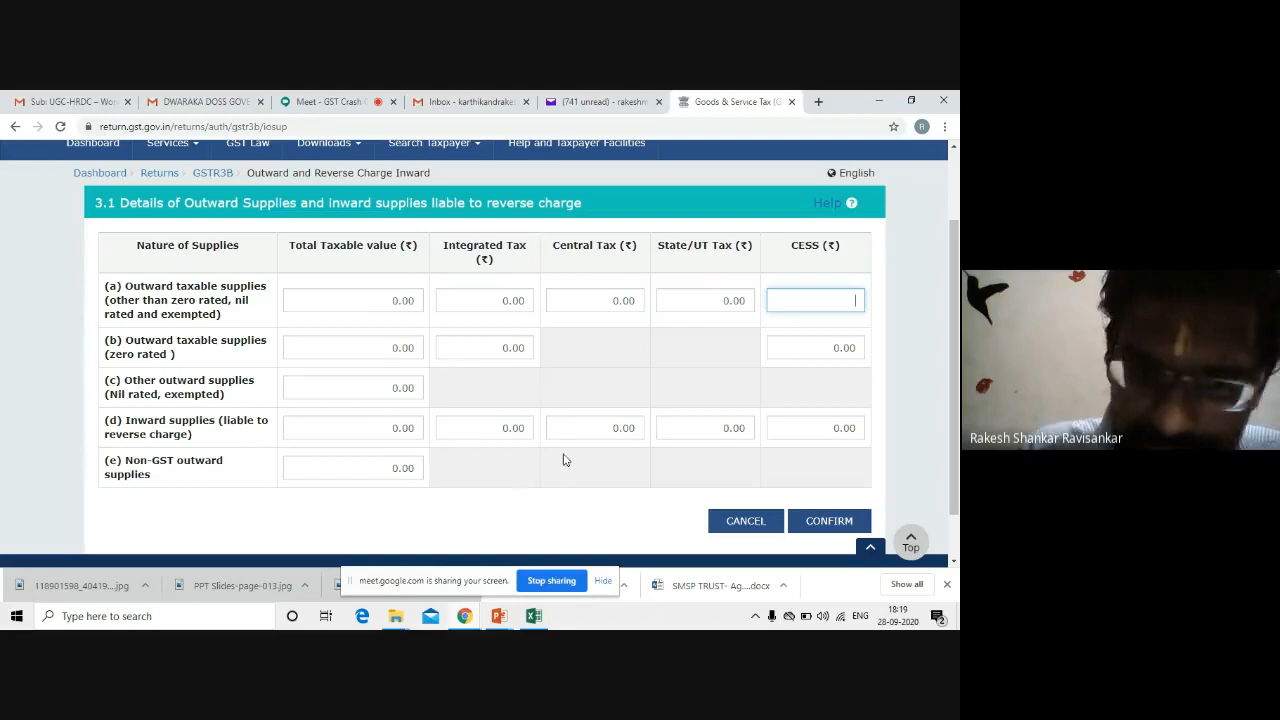 Sub: UGC-HRDC – Wor
DWARAKA DOSS GOVE
Meet - GST Crash C
Inbox - karthikandrakes
(741 unread) - rakeshm
Goods & Service Tax (G
return.gst.gov.in/returns/auth/gstr3b/iosup
R
Dashboard
Services
GST Law
Downloads
Search Taxpayer
Help and Taxpayer Facilities
Dashboard › Returns › GSTR3B › Outward and Reverse Charge Inward
English
3.1 Details of Outward Supplies and inward supplies liable to reverse charge
Help ?
Nature of Supplies
Total Taxable value (₹)
Integrated Tax
(₹)
Central Tax (₹)
State/UT Tax (₹)
CESS (₹)
(a) Outward taxable supplies
(other than zero rated, nil
rated and exempted)
0.00
0.00
0.00
0.00
(b) Outward taxable supplies
(zero rated )
0.00
0.00
0.00
(c) Other outward supplies
(Nil rated, exempted)
0.00
(d) Inward supplies (liable to
reverse charge)
0.00
0.00
0.00
0.00
0.00
(e) Non-GST outward
supplies
0.00
CANCEL
CONFIRM
Top
118901598_40419....jpg
PPT Slides-page-013.jpg
meet.google.com is sharing your screen.
Stop sharing
Hide
SMSP TRUST- Ag....docx
Show all
Type here to search
ENG
18:19
28-09-2020
2
Rakesh Shankar Ravisankar